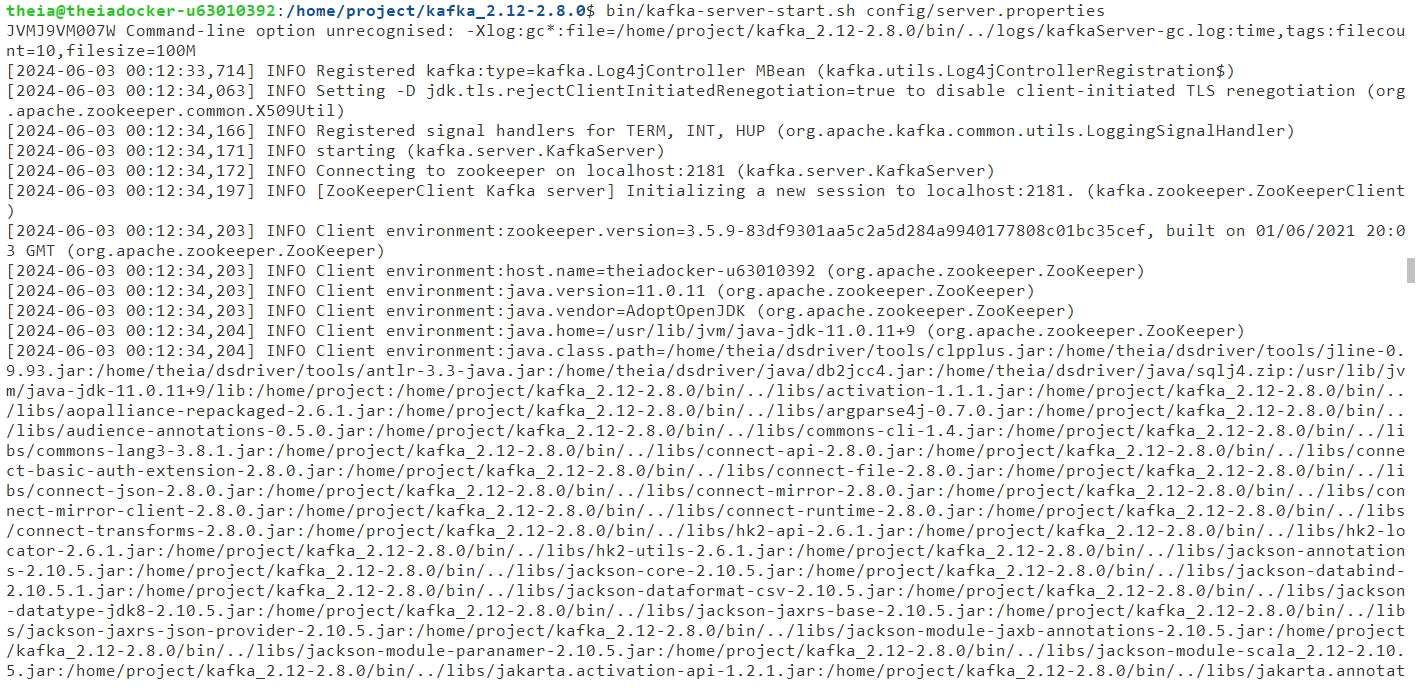 theia@theiadocker-u63010392:/home/project/kafka_2.12-2.8.0$ bin/kafka-server-start.sh config/server.properties
JVMJ9VM007W Command-line option unrecognised: -Xlog:gc*:file=/home/project/kafka_2.12-2.8.0/bin/../logs/kafkaServer-gc.log:time,tags:filecou
nt=10,filesize=100M
[2024-06-03 00:12:33,714] INFO Registered kafka:type=kafka.Log4jController MBean (kafka.utils.Log4jControllerRegistration$)
[2024-06-03 00:12:34,063] INFO Setting -D jdk.tls.rejectClientInitiatedRenegotiation=true to disable client-initiated TLS renegotiation (org
.apache.zookeeper.common.X509Util)
[2024-06-03 00:12:34,166] INFO Registered signal handlers for TERM, INT, HUP (org.apache.kafka.common.utils.LoggingSignalHandler)
[2024-06-03 00:12:34,171] INFO starting (kafka.server.KafkaServer)
[2024-06-03 00:12:34,172] INFO Connecting to zookeeper on localhost:2181 (kafka.server.KafkaServer)
[2024-06-03 00:12:34,197] INFO [ZooKeeperClient Kafka server] Initializing a new session to localhost:2181. (kafka.zookeeper.ZooKeeperClient
)
[2024-06-03 00:12:34,203] INFO Client environment:zookeeper.version=3.5.9-83df9301aa5c2a5d284a9940177808c01bc35cef, built on 01/06/2021 20:0
3 GMT (org.apache.zookeeper.ZooKeeper)
[2024-06-03 00:12:34,203] INFO Client environment:host.name=theiadocker-u63010392 (org.apache.zookeeper.ZooKeeper)
[2024-06-03 00:12:34,203] INFO Client environment:java.version=11.0.11 (org.apache.zookeeper.ZooKeeper)
[2024-06-03 00:12:34,203] INFO Client environment:java.vendor=AdoptOpenJDK (org.apache.zookeeper.ZooKeeper)
[2024-06-03 00:12:34,204] INFO Client environment:java.home=/usr/lib/jvm/java-jdk-11.0.11+9 (org.apache.zookeeper.ZooKeeper)
[2024-06-03 00:12:34,204] INFO Client environment:java.class.path=/home/theia/dsdriver/tools/clpplus.jar:/home/theia/dsdriver/tools/jline-0.
9.93.jar:/home/theia/dsdriver/tools/antlr-3.3-java.jar:/home/theia/dsdriver/java/db2jcc4.jar:/home/theia/dsdriver/java/sqlj4.zip:/usr/lib/jv
m/java-jdk-11.0.11+9/lib:/home/project:/home/project/kafka_2.12-2.8.0/bin/../libs/activation-1.1.1.jar:/home/project/kafka_2.12-2.8.0/bin/..
/libs/aopalliance-repackaged-2.6.1.jar:/home/project/kafka_2.12-2.8.0/bin/../libs/argparse4j-0.7.0.jar:/home/project/kafka_2.12-2.8.0/bin/..
/libs/audience-annotations-0.5.0.jar:/home/project/kafka_2.12-2.8.0/bin/../libs/commons-cli-1.4.jar:/home/project/kafka_2.12-2.8.0/bin/../li
bs/commons-lang3-3.8.1.jar:/home/project/kafka_2.12-2.8.0/bin/../libs/connect-api-2.8.0.jar:/home/project/kafka_2.12-2.8.0/bin/../libs/conne
ct-basic-auth-extension-2.8.0.jar:/home/project/kafka_2.12-2.8.0/bin/../libs/connect-file-2.8.0.jar:/home/project/kafka_2.12-2.8.0/bin/../li
bs/connect-json-2.8.0.jar:/home/project/kafka_2.12-2.8.0/bin/../libs/connect-mirror-2.8.0.jar:/home/project/kafka_2.12-2.8.0/bin/../libs/con
nect-mirror-client-2.8.0.jar:/home/project/kafka_2.12-2.8.0/bin/../libs/connect-runtime-2.8.0.jar:/home/project/kafka_2.12-2.8.0/bin/../libs
/connect-transforms-2.8.0.jar:/home/project/kafka_2.12-2.8.0/bin/../libs/hk2-api-2.6.1.jar:/home/project/kafka_2.12-2.8.0/bin/../libs/hk2-lo
cator-2.6.1.jar:/home/project/kafka_2.12-2.8.0/bin/../libs/hk2-utils-2.6.1.jar:/home/project/kafka_2.12-2.8.0/bin/../libs/jackson-annotation
s-2.10.5.jar:/home/project/kafka_2.12-2.8.0/bin/../libs/jackson-core-2.10.5.jar:/home/project/kafka_2.12-2.8.0/bin/../libs/jackson-databind-
2.10.5.1.jar:/home/project/kafka_2.12-2.8.0/bin/../libs/jackson-dataformat-csv-2.10.5.jar:/home/project/kafka_2.12-2.8.0/bin/../libs/jackson
-datatype-jdk8-2.10.5.jar:/home/project/kafka_2.12-2.8.0/bin/../libs/jackson-jaxrs-base-2.10.5.jar:/home/project/kafka_2.12-2.8.0/bin/../lib
s/jackson-jaxrs-json-provider-2.10.5.jar:/home/project/kafka_2.12-2.8.0/bin/../libs/jackson-module-jaxb-annotations-2.10.5.jar:/home/project
/kafka_2.12-2.8.0/bin/../libs/jackson-module-paranamer-2.10.5.jar:/home/project/kafka_2.12-2.8.0/bin/../libs/jackson-module-scala_2.12-2.10.
5.jar:/home/project/kafka_2.12-2.8.0/bin/../libs/jakarta.activation-api-1.2.1.jar:/home/project/kafka_2.12-2.8.0/bin/../libs/jakarta.annotat